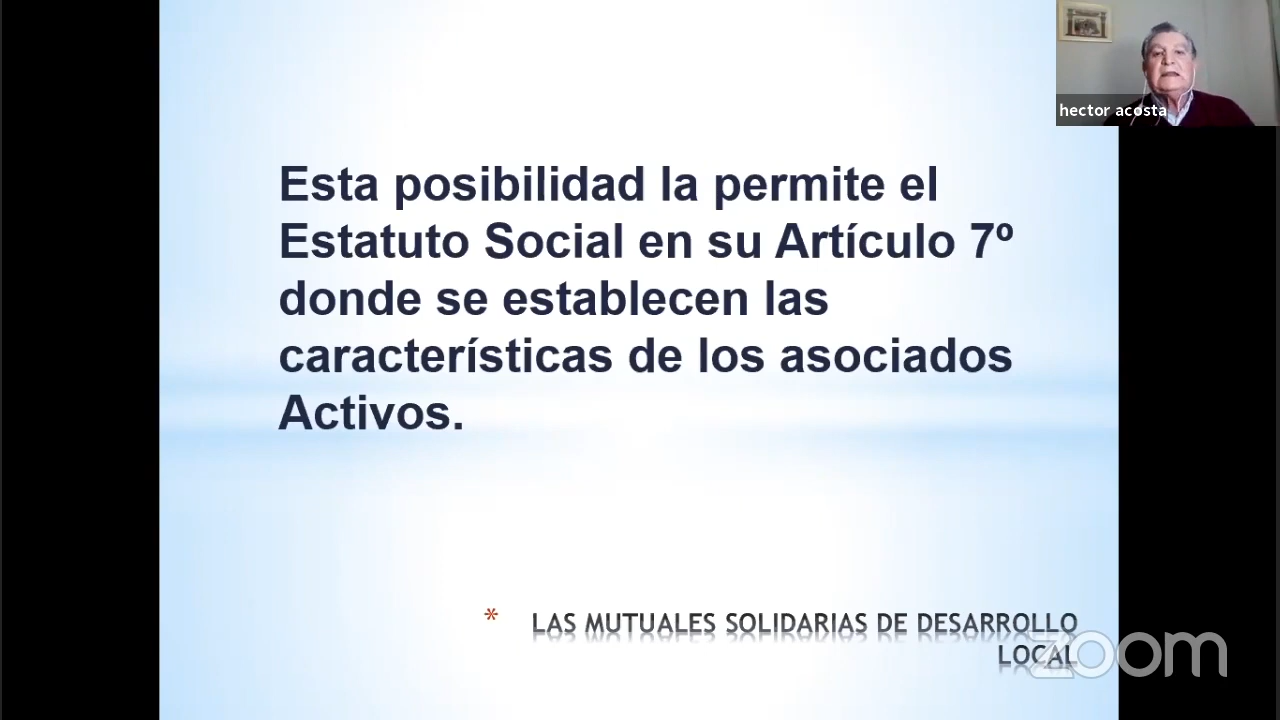 hector acosta
Esta posibilidad la permite el
Estatuto Social en su Artículo 7º
donde se establecen las
características de los asociados
Activos.
* LAS MUTUALES SOLIDARIAS DE DESARROLLO
LOCAL
zoom